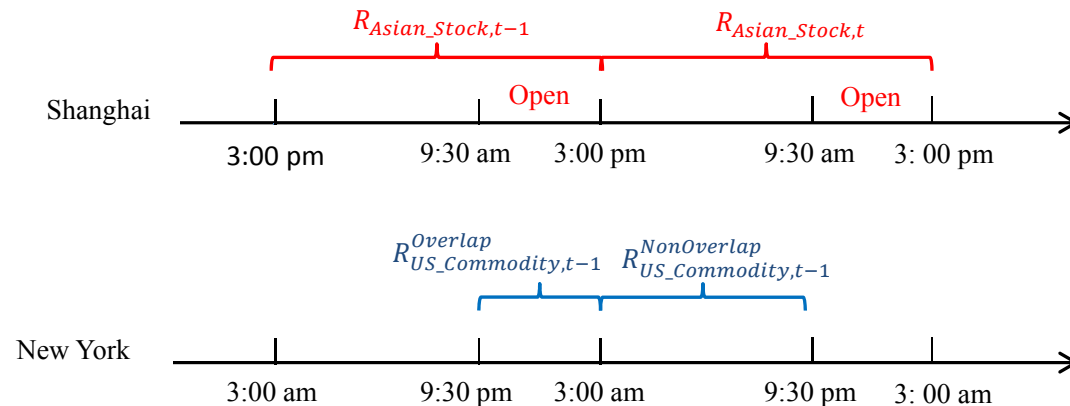 R_{Asian_Stock,t−1} R_{Asian_Stock,t}
Open Open
Shanghai
3:00 pm 9:30 am 3:00 pm 9:30 am 3: 00 pm
R^{Overlap}_{US_Commodity,t−1} R^{NonOverlap}_{US_Commodity,t−1}
New York
3:00 am 9:30 pm 3:00 am 9:30 pm 3: 00 am